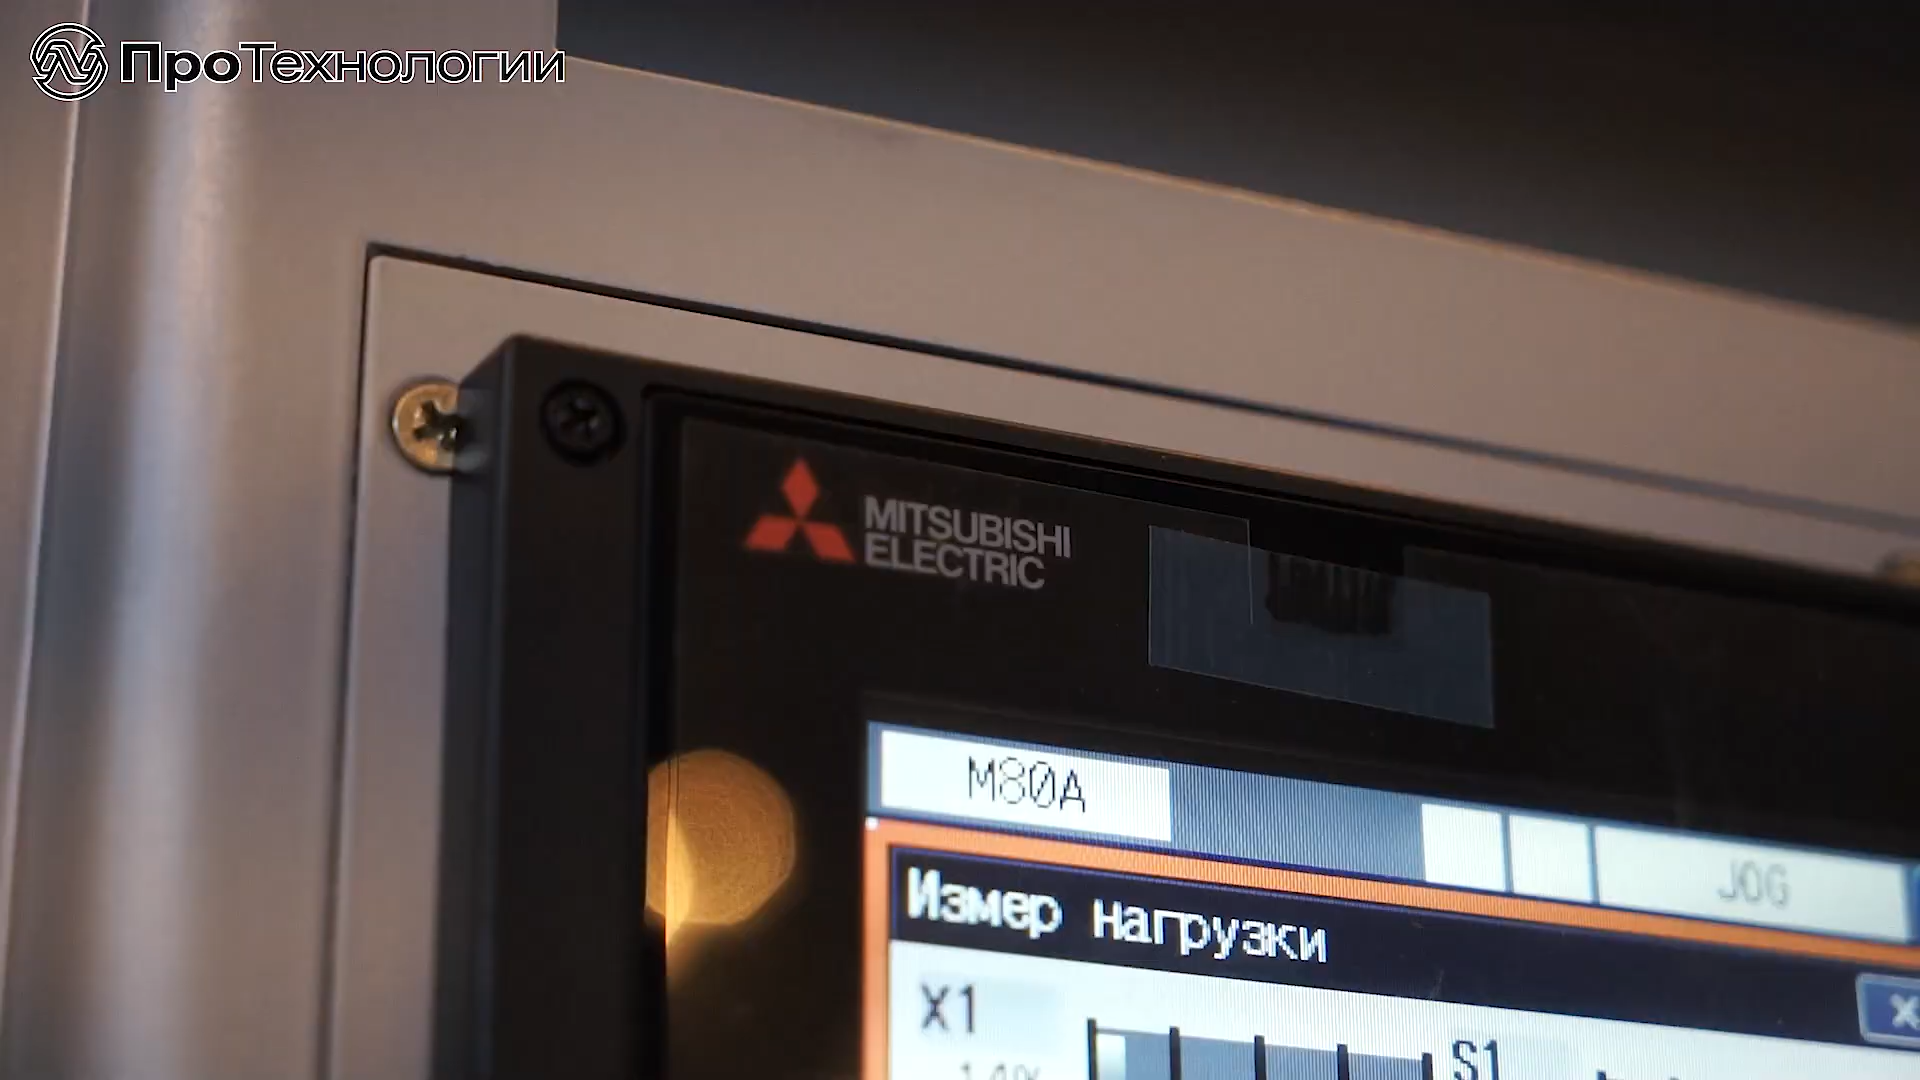 ПроТехнологии
MITSUBISHI
ELECTRIC
M80A
JOG
Измер нагрузки
X1
S1